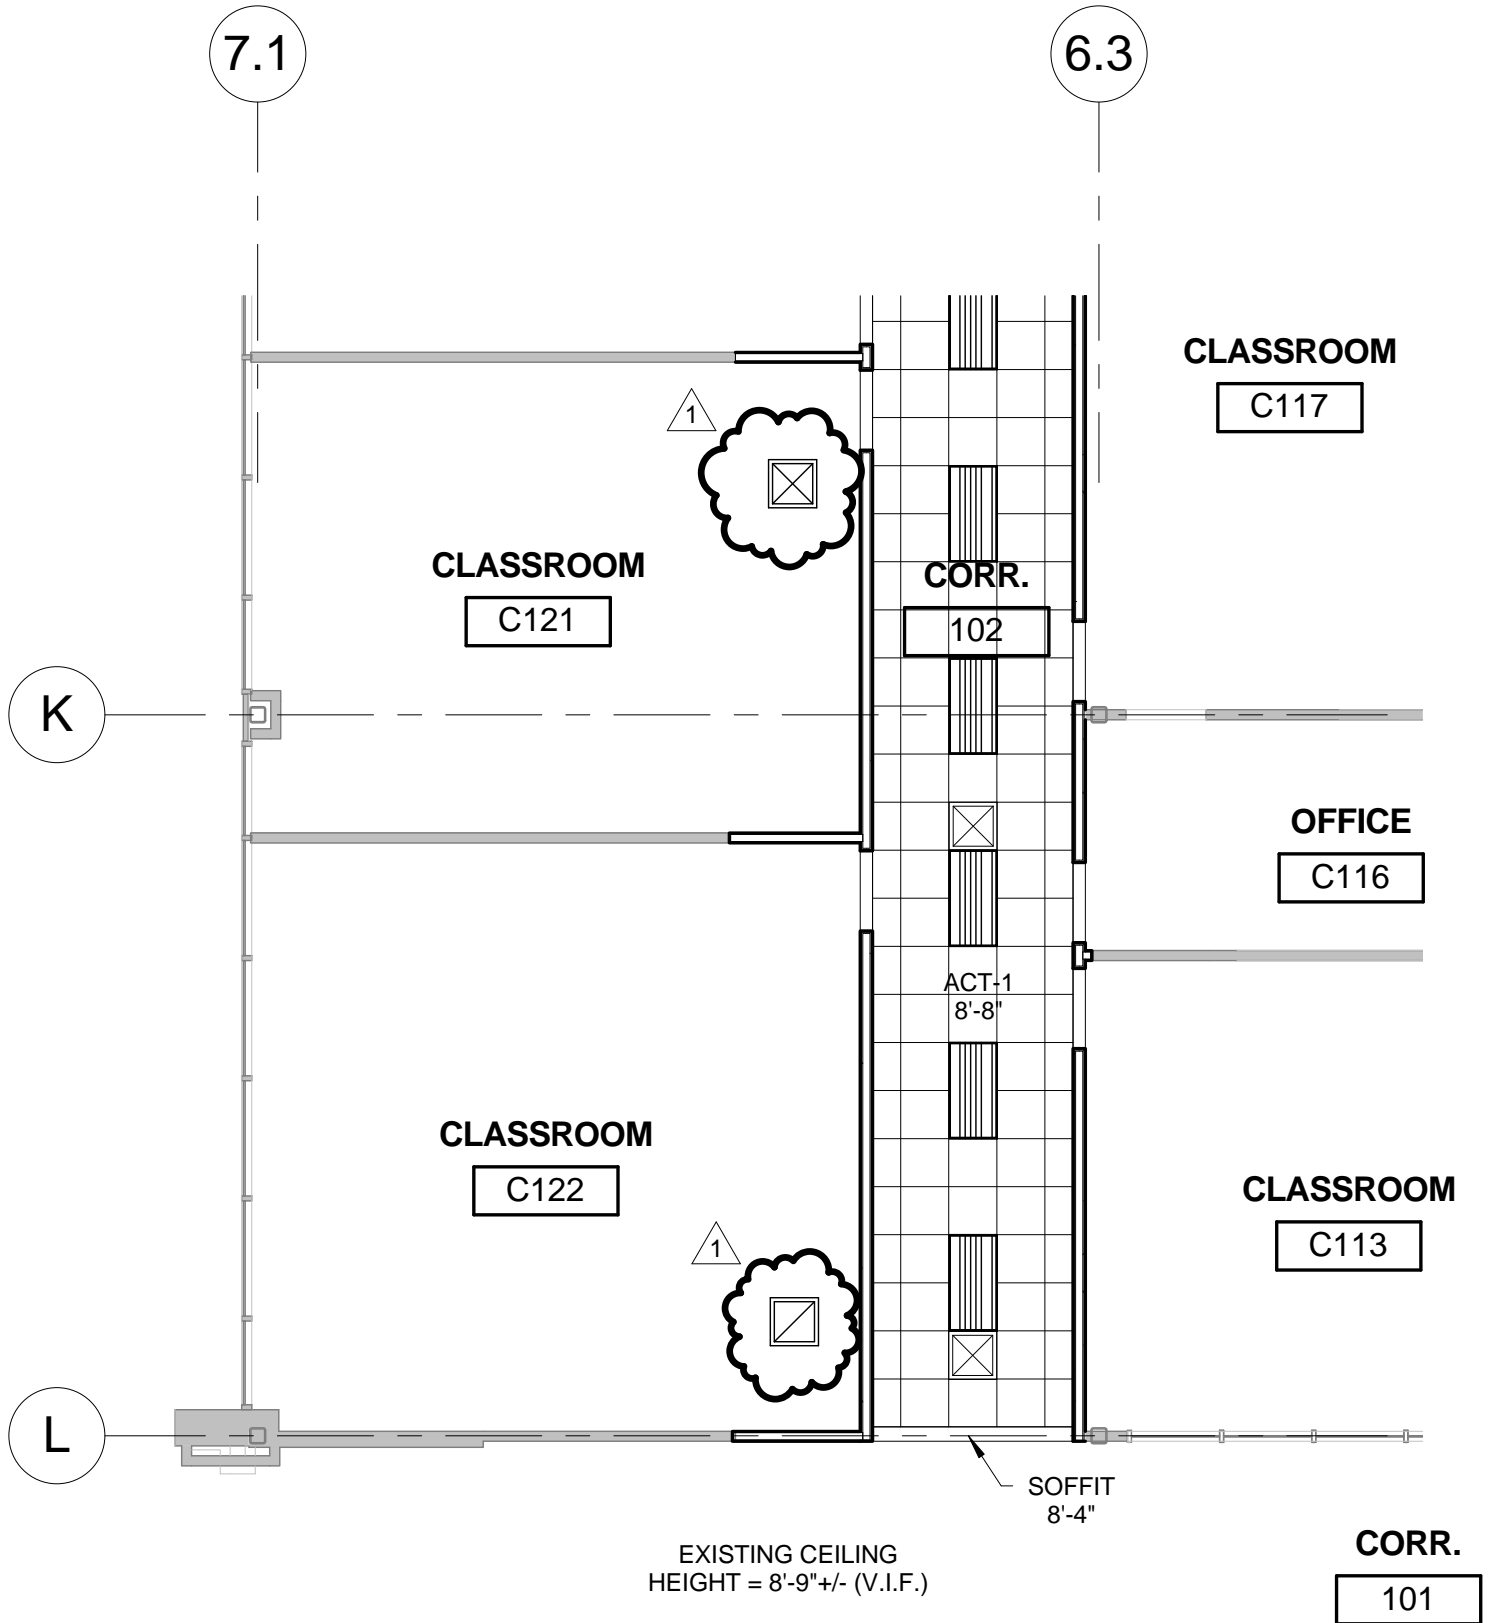 7.1
6.3
CLASSROOM
C117
1
CLASSROOM
C121
CORR.
102
K
OFFICE
C116
ACT-1
8'-8"
CLASSROOM
C122
CLASSROOM
C113
1
L
SOFFIT
8'-4"
EXISTING CEILING
HEIGHT = 8'-9"+/- (V.I.F.)
CORR.
101